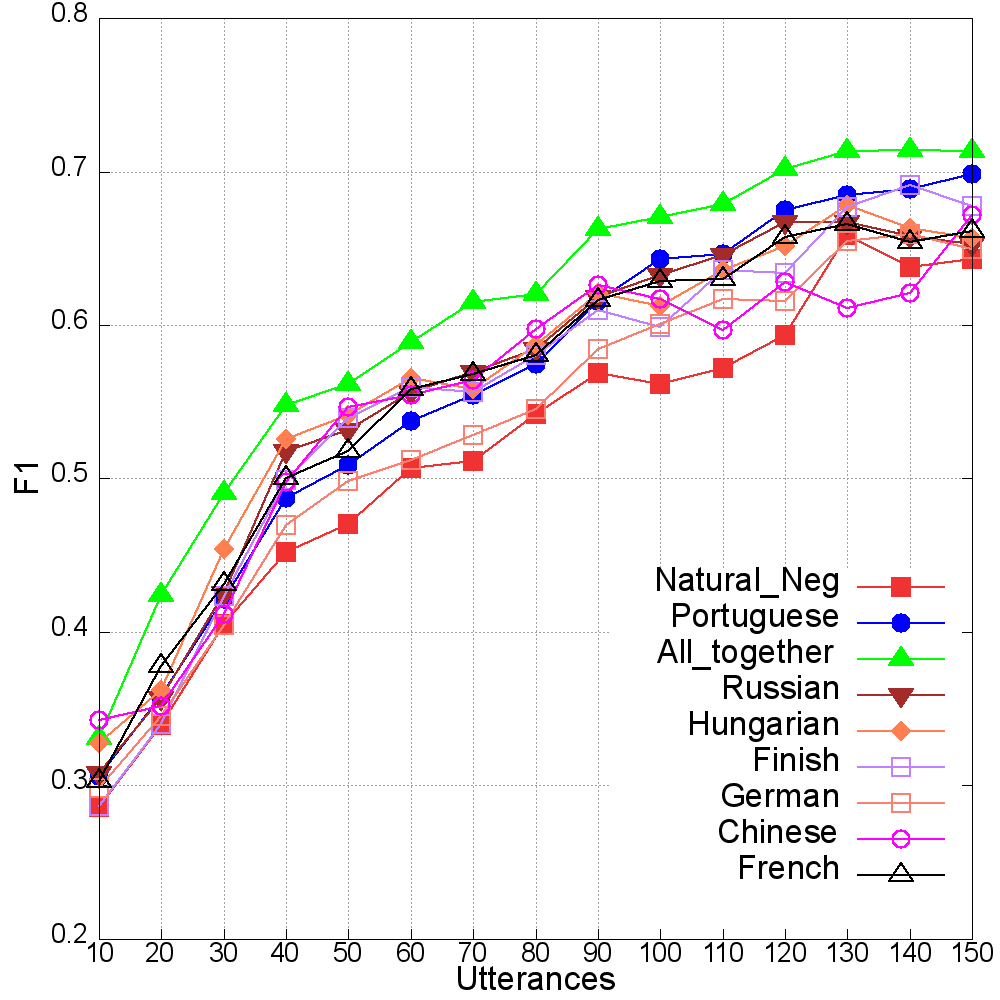 0.8
0.7
0.6
0.5
0.4
0.3
0.2
F1
Natural_Neg
Portuguese
All_together
Russian
Hungarian
Finish
German
Chinese
French
10 20 30 40 50 60 70 80 90 100 110 120 130 140 150
Utterances